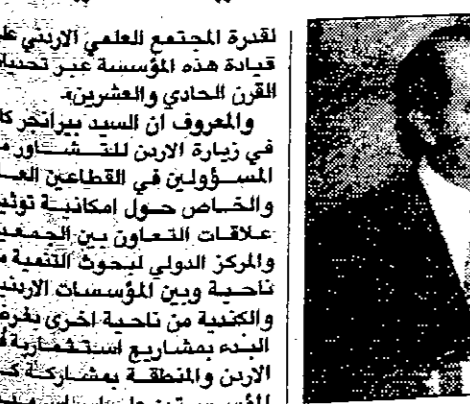 لقدرة المجتمع العلمي الاردني على
قيادة هذه المؤسسة عبر تحديات
القرن الحادي والعشرين».
والمعروف ان السيد بيرانجر كان
في زيارة الاردن للتشاور مع
المسؤولين في القطاعين العام
والخاص حول امكانية توثيق
علاقات التعاون بين الجمعية
والمركز الدولي لبحوث التنمية من
ناحية وبين المؤسسات الاردنية
والكندية من ناحية اخرى بغرض
البدء بمشاريع استثمارية في
الاردن والمنطقة بمشاركة